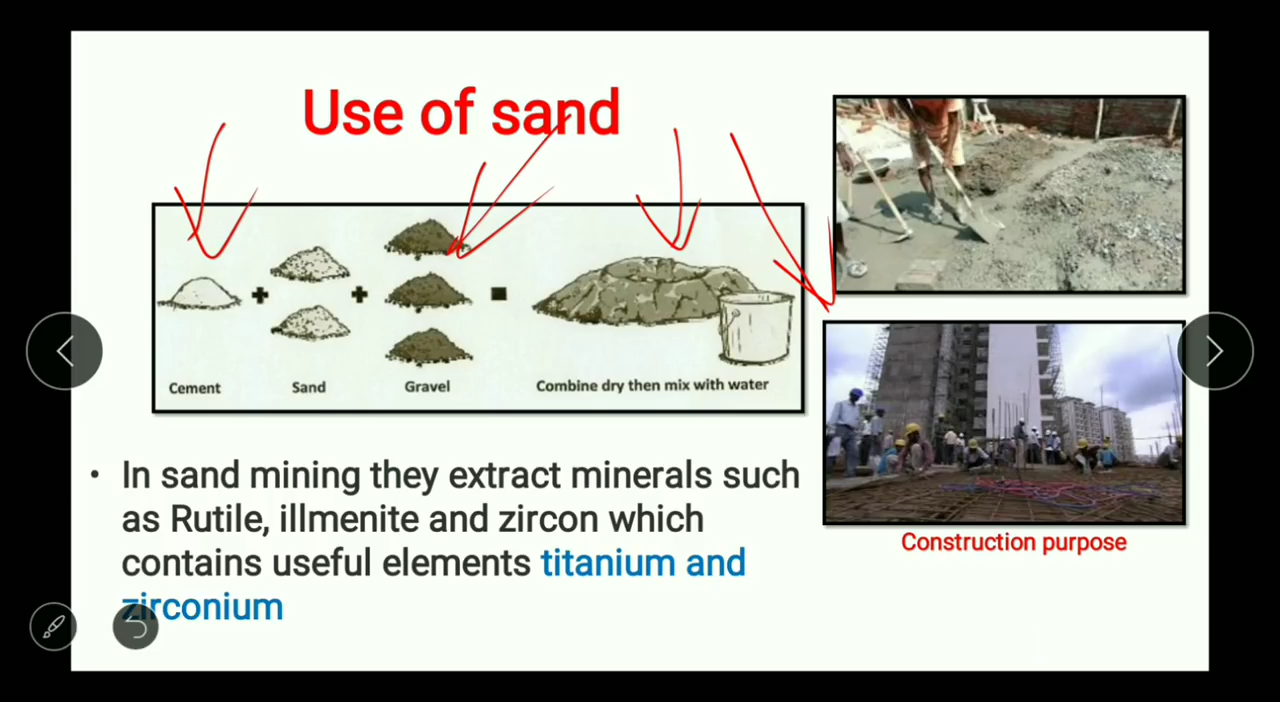 Use of sand
Cement
Sand
Gravel
Combine dry then mix with water
• In sand mining they extract minerals such
as Rutile, illmenite and zircon which
contains useful elements titanium and
zirconium
Construction purpose